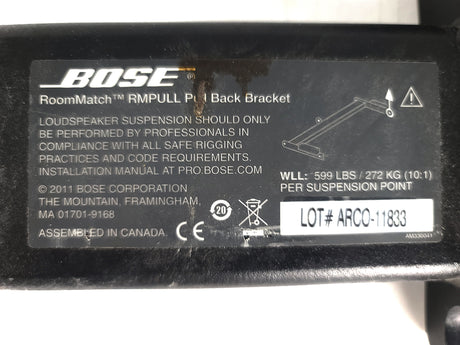 BOSE®
RoomMatch™ RMPULL Pull Back Bracket
LOUDSPEAKER SUSPENSION SHOULD ONLY
BE PERFORMED BY PROFESSIONALS IN
COMPLIANCE WITH ALL SAFE RIGGING
PRACTICES AND CODE REQUIREMENTS.
INSTALLATION MANUAL AT PRO.BOSE.COM
© 2011 BOSE CORPORATION
THE MOUNTAIN, FRAMINGHAM,
MA 01701-9168
ASSEMBLED IN CANADA. CE
20
WLL: 599 LBS / 272 KG (10:1)
PER SUSPENSION POINT
LOT# ARCO-11833